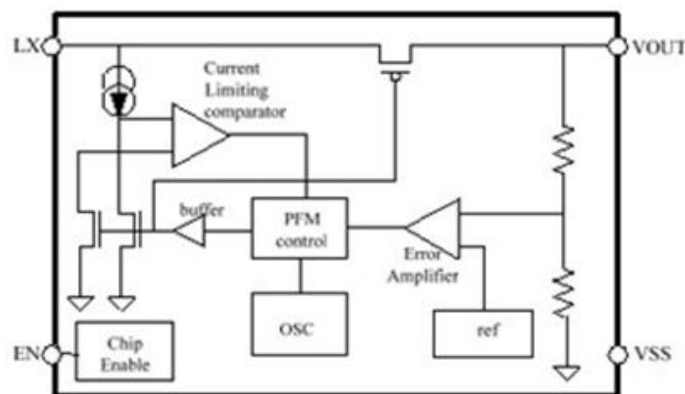 LX
VOUT
Current
Limiting
comparator
buffer
PFM
control
Error
Amplifier
OSC
ref
EN
Chip
Enable
VSS